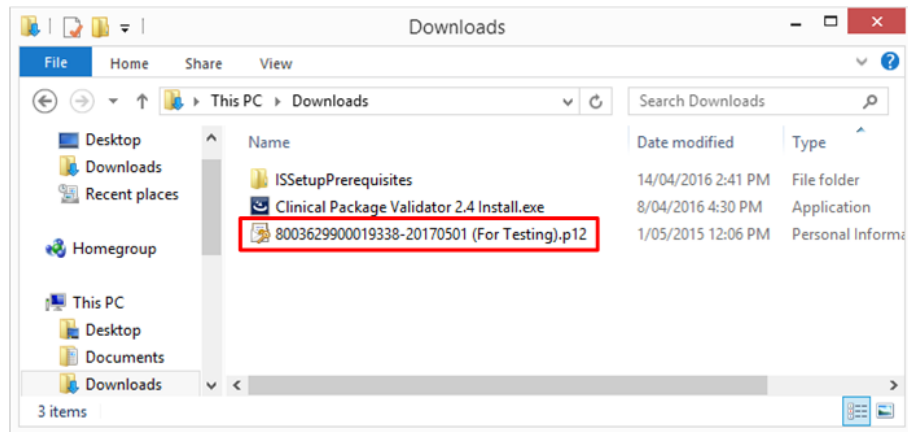 Downloads
File Home Share View
This PC Downloads Search Downloads
Desktop
Downloads
Recent places
Homegroup
This PC
Desktop
Documents
Downloads
Name Date modified Type
ISSetupPrerequisites 14/04/2016 2:41 PM File folder
Clinical Package Validator 2.4 Install.exe 8/04/2016 4:30 PM Application
8003629900019338-20170501 (For Testing).p12 1/05/2015 12:06 PM Personal Informa
3 items